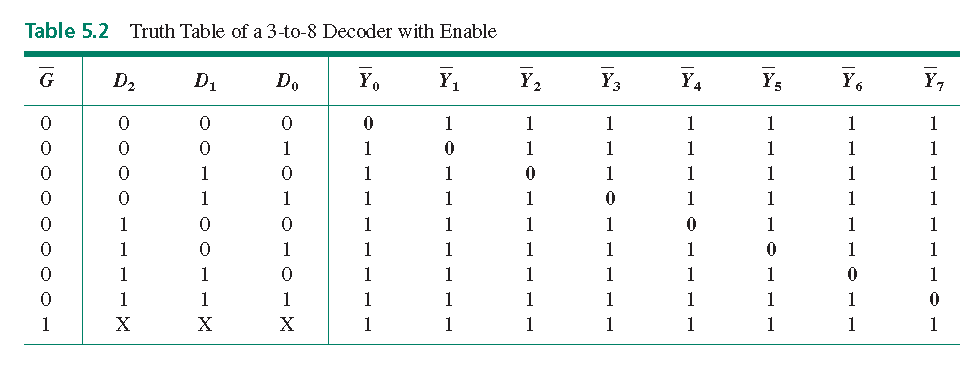 Table 5.2 Truth Table of a 3-to-8 Decoder with Enable
G̅ D₂ D₁ D₀ Y̅₀ Y̅₁ Y̅₂ Y̅₃ Y̅₄ Y̅₅ Y̅₆ Y̅₇
0 0 0 0 0 1 1 1 1 1 1 1
0 0 0 1 1 0 1 1 1 1 1 1
0 0 1 0 1 1 0 1 1 1 1 1
0 0 1 1 1 1 1 0 1 1 1 1
0 1 0 0 1 1 1 1 0 1 1 1
0 1 0 1 1 1 1 1 1 0 1 1
0 1 1 0 1 1 1 1 1 1 0 1
0 1 1 1 1 1 1 1 1 1 1 0
1 X X X 1 1 1 1 1 1 1 1